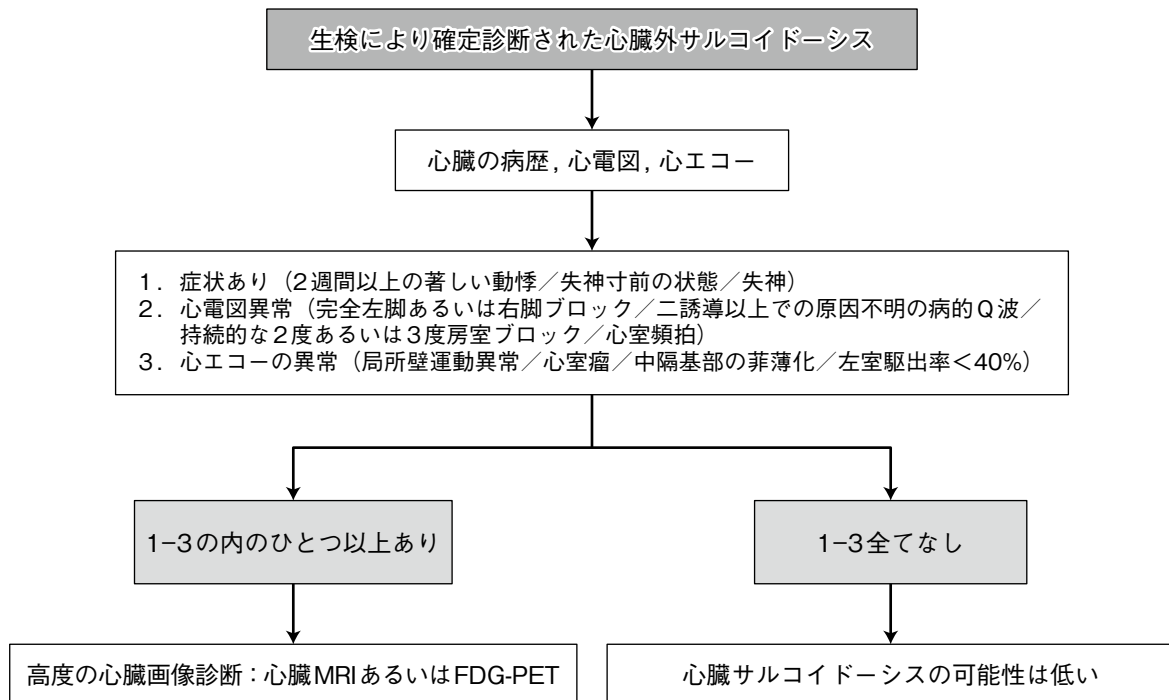 生検により確定診断された心臓外サルコイドーシス
心臓の病歴, 心電図, 心エコー
1. 症状あり（2週間以上の著しい動悸／失神寸前の状態／失神）
2. 心電図異常（完全左脚あるいは右脚ブロック／二誘導以上での原因不明の病的Q波／
持続的な2度あるいは3度房室ブロック／心室頻拍）
3. 心エコーの異常（局所壁運動異常／心室瘤／中隔基部の菲薄化／左室駆出率＜40%）
1−3の内のひとつ以上あり
1−3全てなし
高度の心臓画像診断：心臓MRIあるいはFDG-PET
心臓サルコイドーシスの可能性は低い